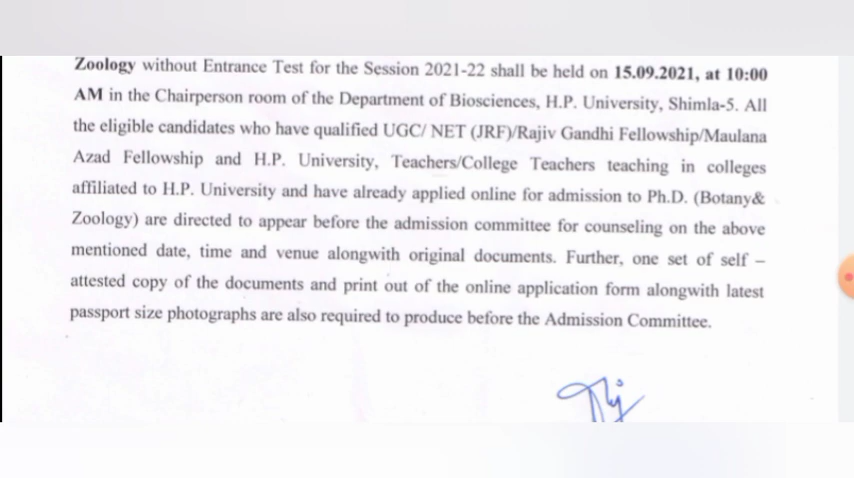 Zoology without Entrance Test for the Session 2021-22 shall be held on 15.09.2021, at 10:00
AM in the Chairperson room of the Department of Biosciences, H.P. University, Shimla-5. All
the eligible candidates who have qualified UGC/ NET (JRF)/Rajiv Gandhi Fellowship/Maulana
Azad Fellowship and H.P. University, Teachers/College Teachers teaching in colleges
affiliated to H.P. University and have already applied online for admission to Ph.D. (Botany&
Zoology) are directed to appear before the admission committee for counseling on the above
mentioned date, time and venue alongwith original documents. Further, one set of self –
attested copy of the documents and print out of the online application form alongwith latest
passport size photographs are also required to produce before the Admission Committee.